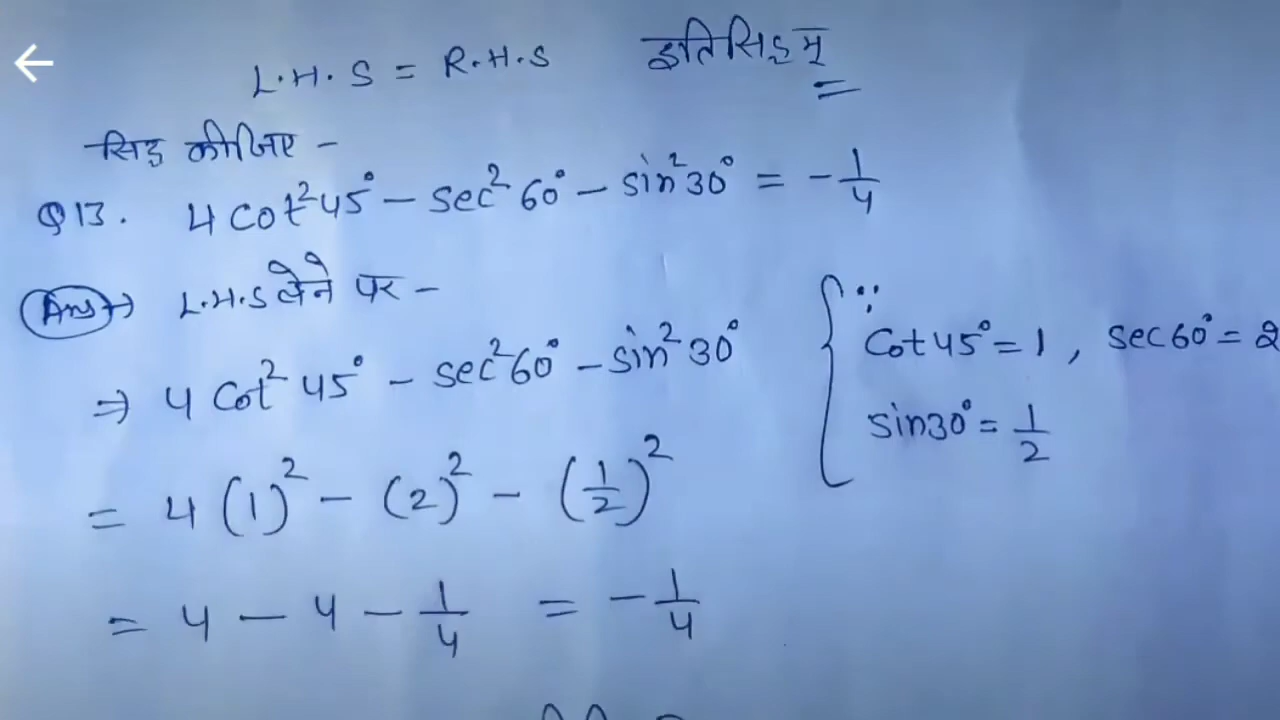 L.H.S = R.H.S इतिसिद्धम्
सिद्ध कीजिए -
Q13. 4 cot²45° - sec²60° - sin²30° = -1/4
Ans→ L.H.S लेने पर -
⇒ 4 Cot²45° - sec²60° - sin²30°
{ ∵ Cot45° = 1, sec60° = 2
sin30° = 1/2
= 4(1)² - (2)² - (1/2)²
= 4 - 4 - 1/4 = -1/4